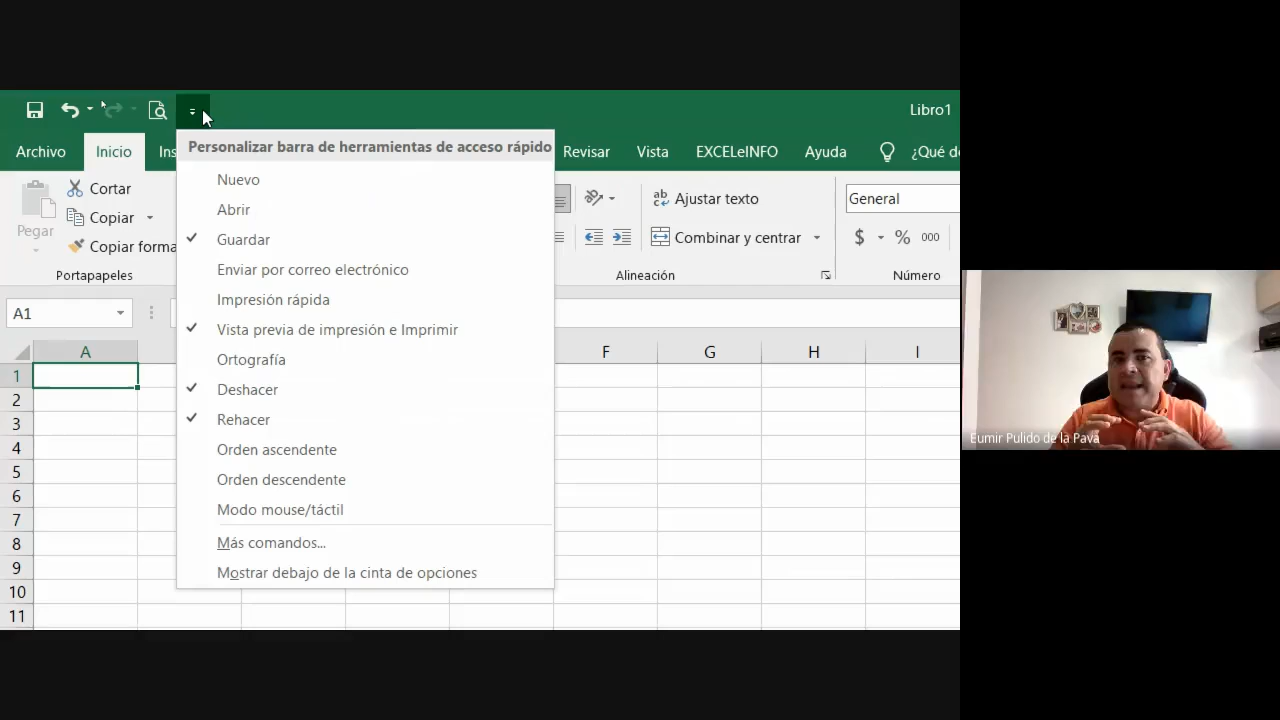 Libro1
Archivo Inicio Ins Revisar Vista EXCELeINFO Ayuda ¿Qué de
Personalizar barra de herramientas de acceso rápido
Nuevo
Abrir
Guardar
Enviar por correo electrónico
Impresión rápida
Vista previa de impresión e Imprimir
Ortografía
Deshacer
Rehacer
Orden ascendente
Orden descendente
Modo mouse/táctil
Más comandos...
Mostrar debajo de la cinta de opciones
Pegar
Cortar
Copiar
Copiar forma
Portapapeles
ab
c
Ajustar texto
Combinar y centrar
Alineación
General
$ % 000
Número
A1
A F G H I
1
2
3
4
5
6
7
8
9
10
11
Eumir Pulido de la Pava